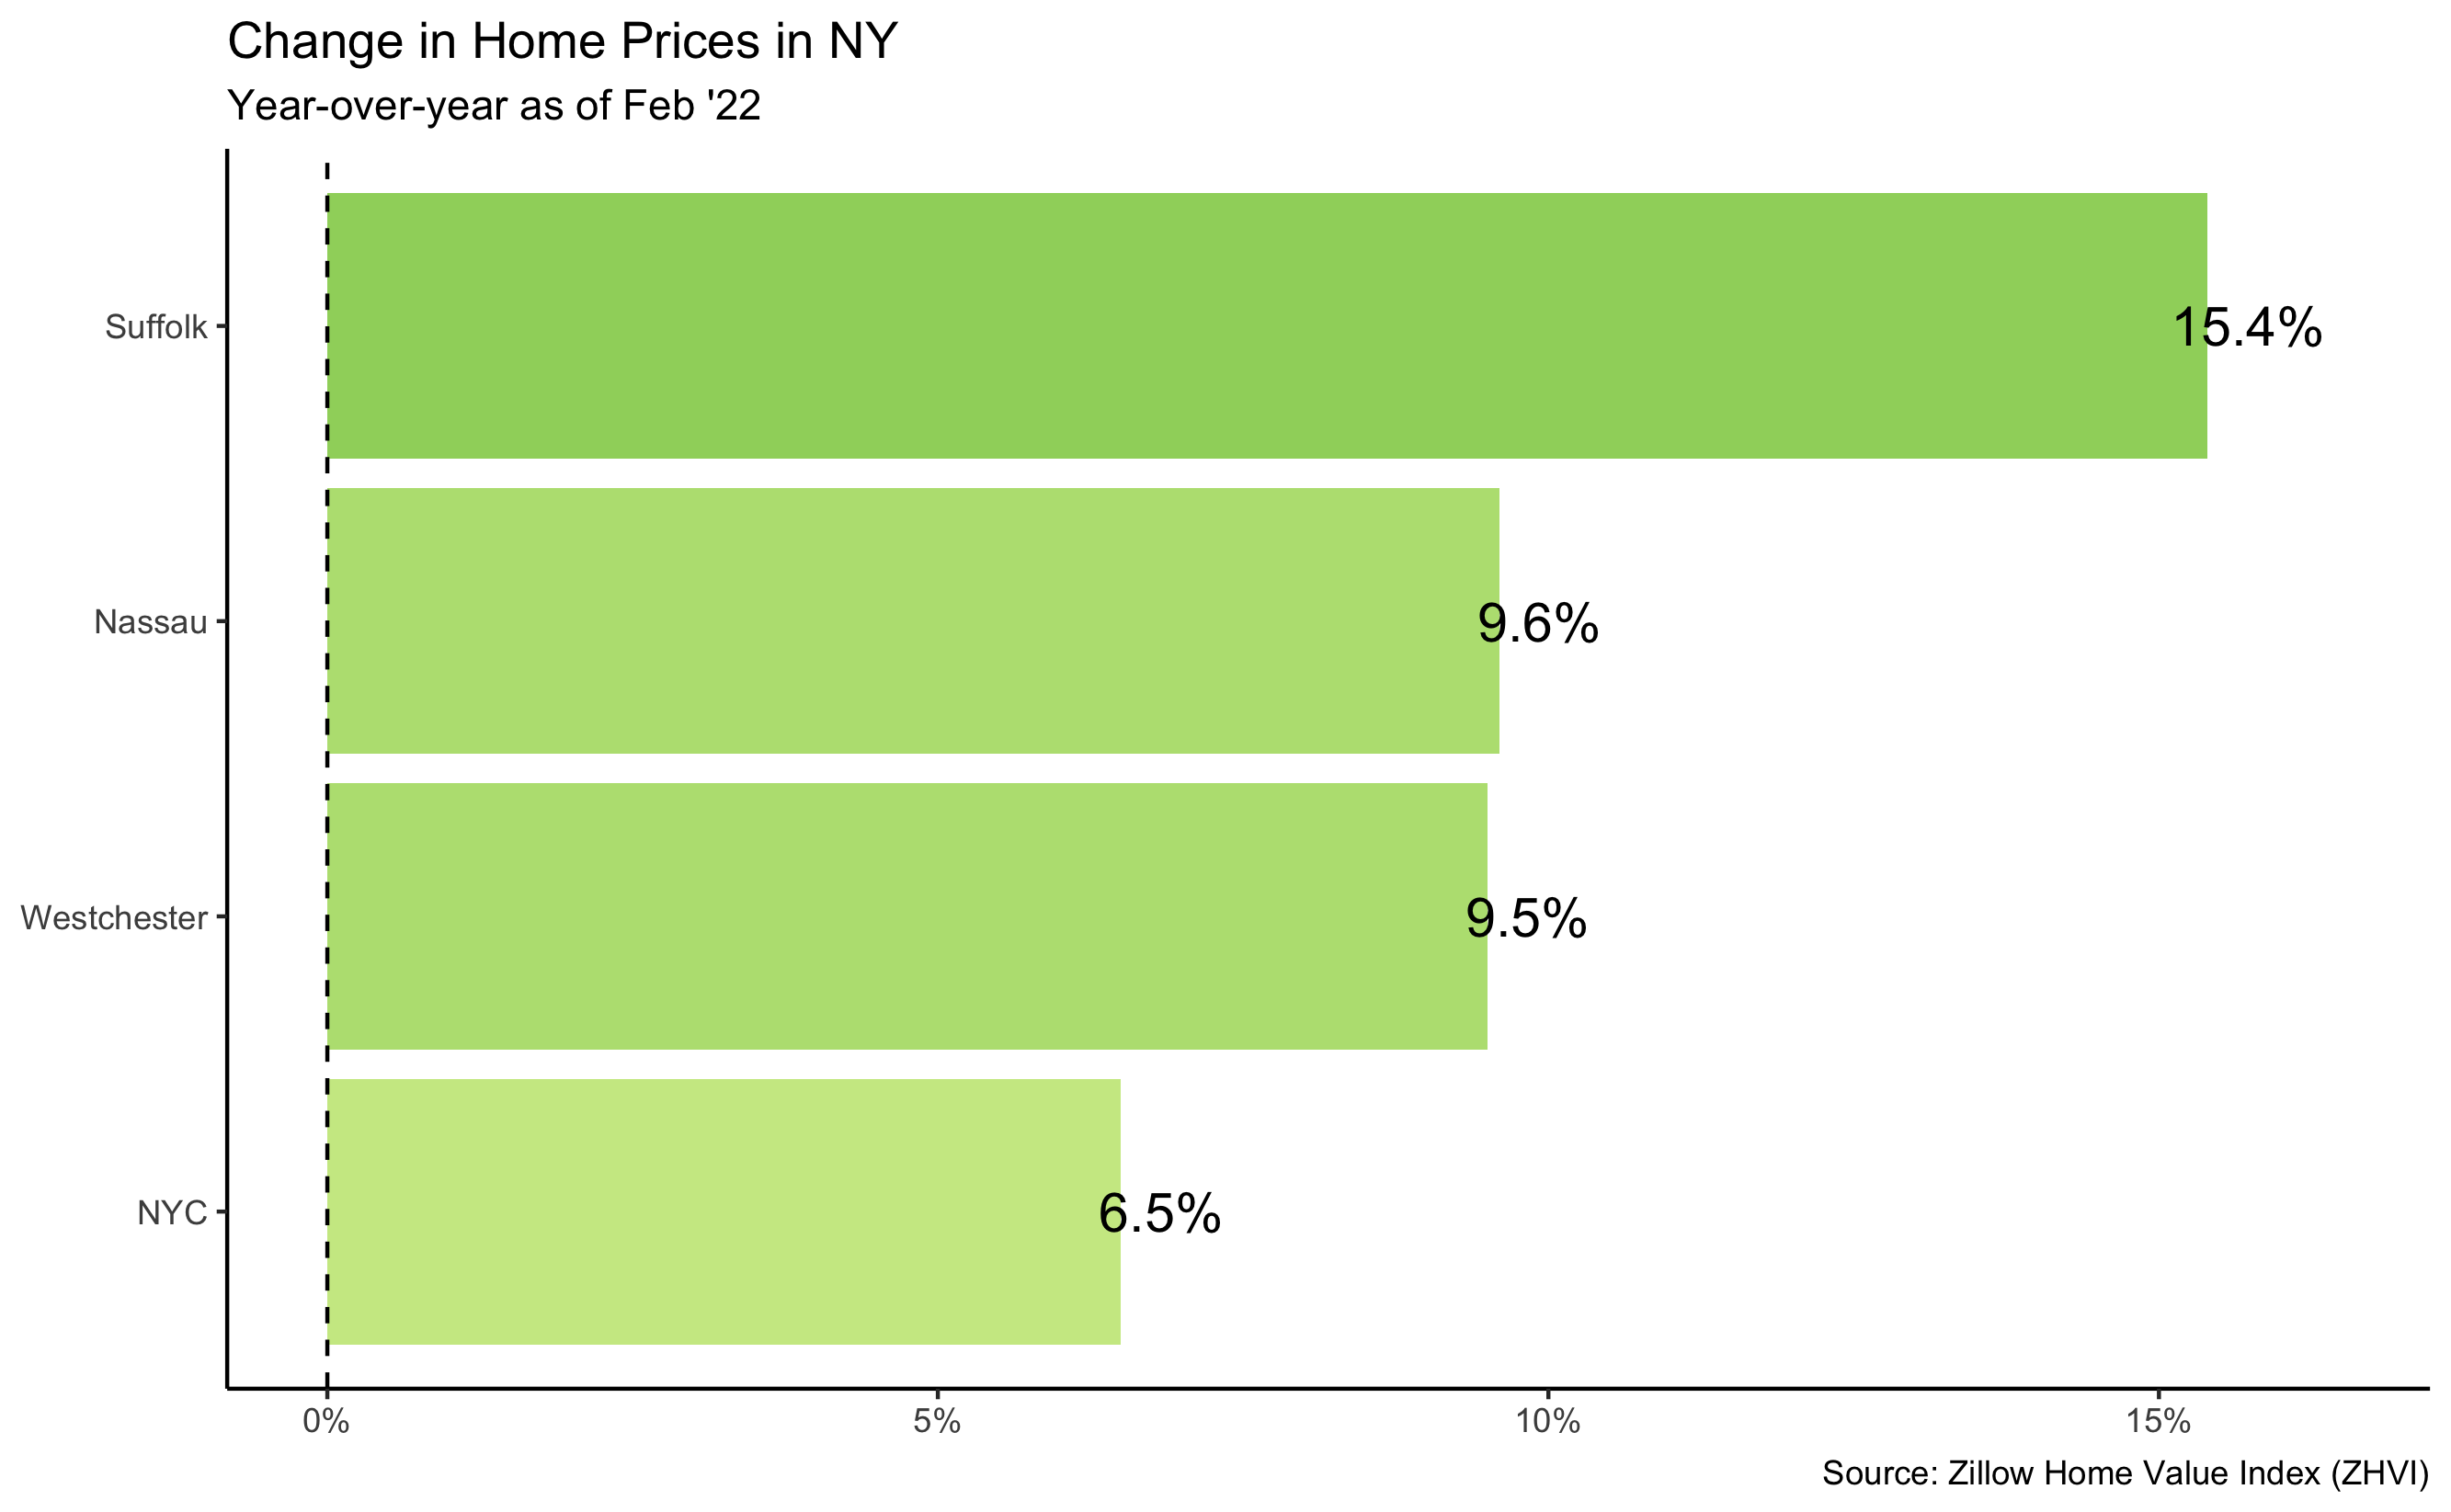 Change in Home Prices in NY
Year-over-year as of Feb '22
Suffolk
15.4%
Nassau
9.6%
Westchester
9.5%
NYC
6.5%
0%
5%
10%
15%
Source: Zillow Home Value Index (ZHVI)